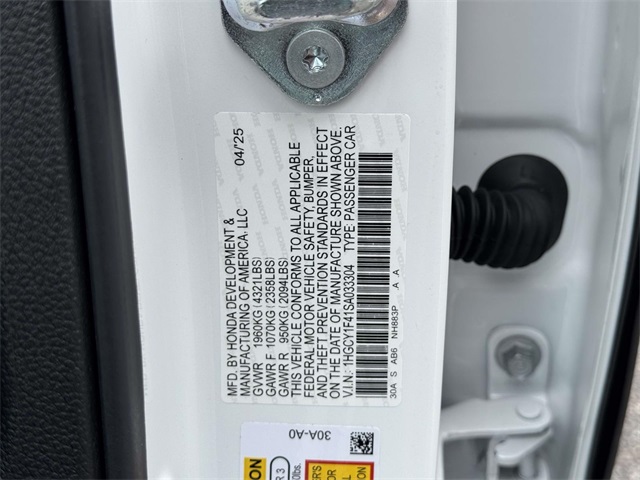 MFD. BY HONDA DEVELOPMENT & 04/'25
MANUFACTURING OF AMERICA, LLC
GVWR 1960KG(4321LBS)
GAWR F 1070KG(2358LBS)
GAWR R 950KG(2094LBS)
THIS VEHICLE CONFORMS TO ALL APPLICABLE
FEDERAL MOTOR VEHICLE SAFETY, BUMPER,
AND THEFT PREVENTION STANDARDS IN EFFECT
ON THE DATE OF MANUFACTURE SHOWN ABOVE.
V.I.N.: 1HGCY1F41SA033304 TYPE: PASSENGER CAR
30A S AB6 NH883P A A
30A-A0